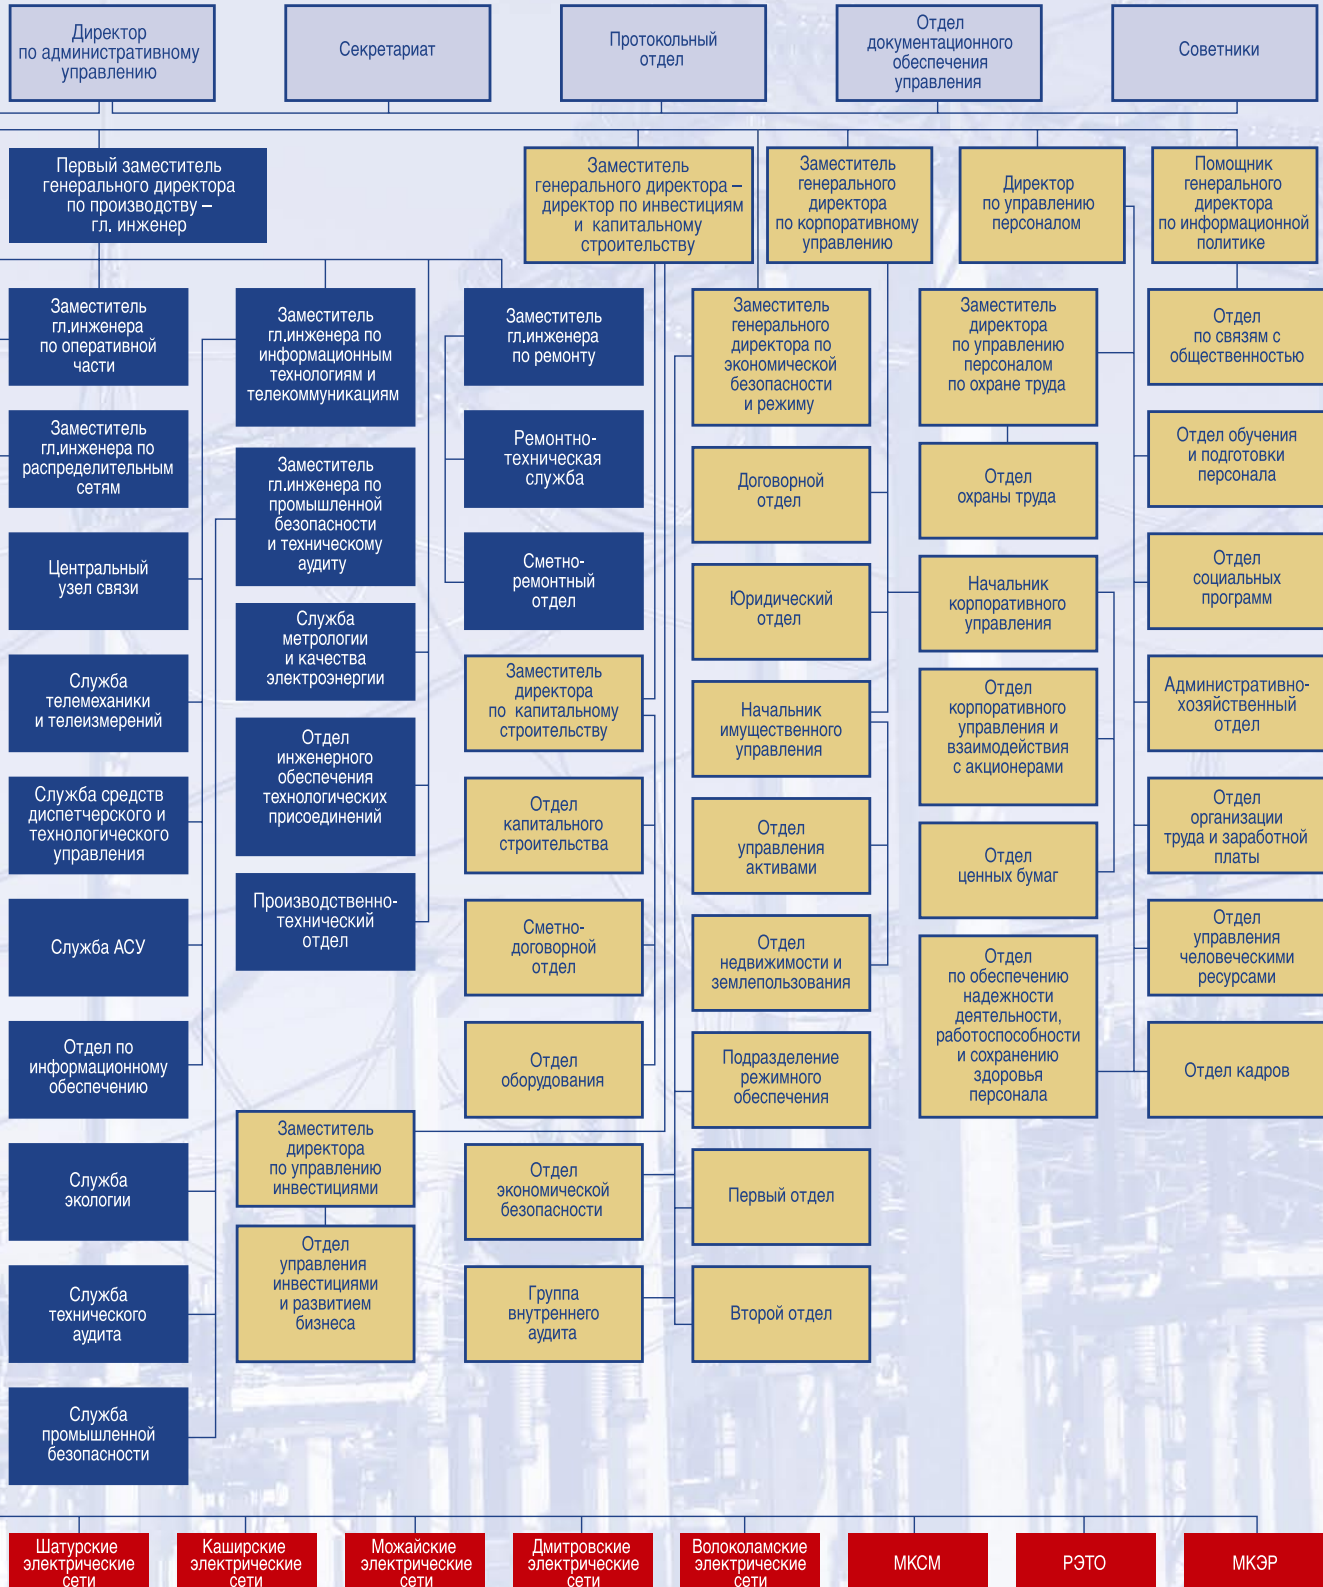 Директор
по административному
управлению
Секретариат
Протокольный
отдел
Отдел
документационного
обеспечения
управления
Советники
Первый заместитель
генерального директора
по производству –
гл. инженер
Заместитель
генерального директора –
директор по инвестициям
и капитальному
строительству
Заместитель
генерального
директора
по корпоративному
управлению
Директор
по управлению
персоналом
Помощник
генерального
директора
по информационной
политике
Заместитель
гл.инженера
по оперативной
части
Заместитель
гл.инженера по
информационным
технологиям и
телекоммуникациям
Заместитель
гл.инженера
по ремонту
Заместитель
генерального
директора по
экономической
безопасности
и режиму
Заместитель
директора
по управлению
персоналом
по охране труда
Отдел
по связям с
общественностью
Заместитель
гл.инженера по
распределительным
сетям
Заместитель
гл.инженера по
промышленной
безопасности
и техническому
аудиту
Ремонтно-
техническая
служба
Договорной
отдел
Отдел
охраны труда
Отдел обучения
и подготовки
персонала
Центральный
узел связи
Служба
метрологии
и качества
электроэнергии
Сметно-
ремонтный
отдел
Юридический
отдел
Начальник
корпоративного
управления
Отдел
социальных
программ
Служба
телемеханики
и телеизмерений
Отдел
инженерного
обеспечения
технологических
присоединений
Заместитель
директора
по капитальному
строительству
Начальник
имущественного
управления
Отдел
корпоративного
управления и
взаимодействия
с акционерами
Административно-
хозяйственный
отдел
Служба средств
диспетчерского и
технологического
управления
Производственно-
технический
отдел
Отдел
капитального
строительства
Отдел
управления
активами
Отдел
ценных бумаг
Отдел
организации
труда и заработной
платы
Служба АСУ
Сметно-
договорной
отдел
Отдел
недвижимости и
землепользования
Отдел
по обеспечению
надежности
деятельности,
работоспособности
и сохранению
здоровья
персонала
Отдел
управления
человеческими
ресурсами
Отдел по
информационному
обеспечению
Заместитель
директора
по управлению
инвестициями
Отдел
оборудования
Подразделение
режимного
обеспечения
Отдел кадров
Служба
экологии
Отдел
управления
инвестициями
и развитием
бизнеса
Отдел
экономической
безопасности
Первый отдел
Служба
технического
аудита
Группа
внутреннего
аудита
Второй отдел
Служба
промышленной
безопасности
Шатурские
электрические
сети
Каширские
электрические
сети
Можайские
электрические
сети
Дмитровские
электрические
сети
Волоколамские
электрические
сети
МКСМ
РЭТО
МКЭР